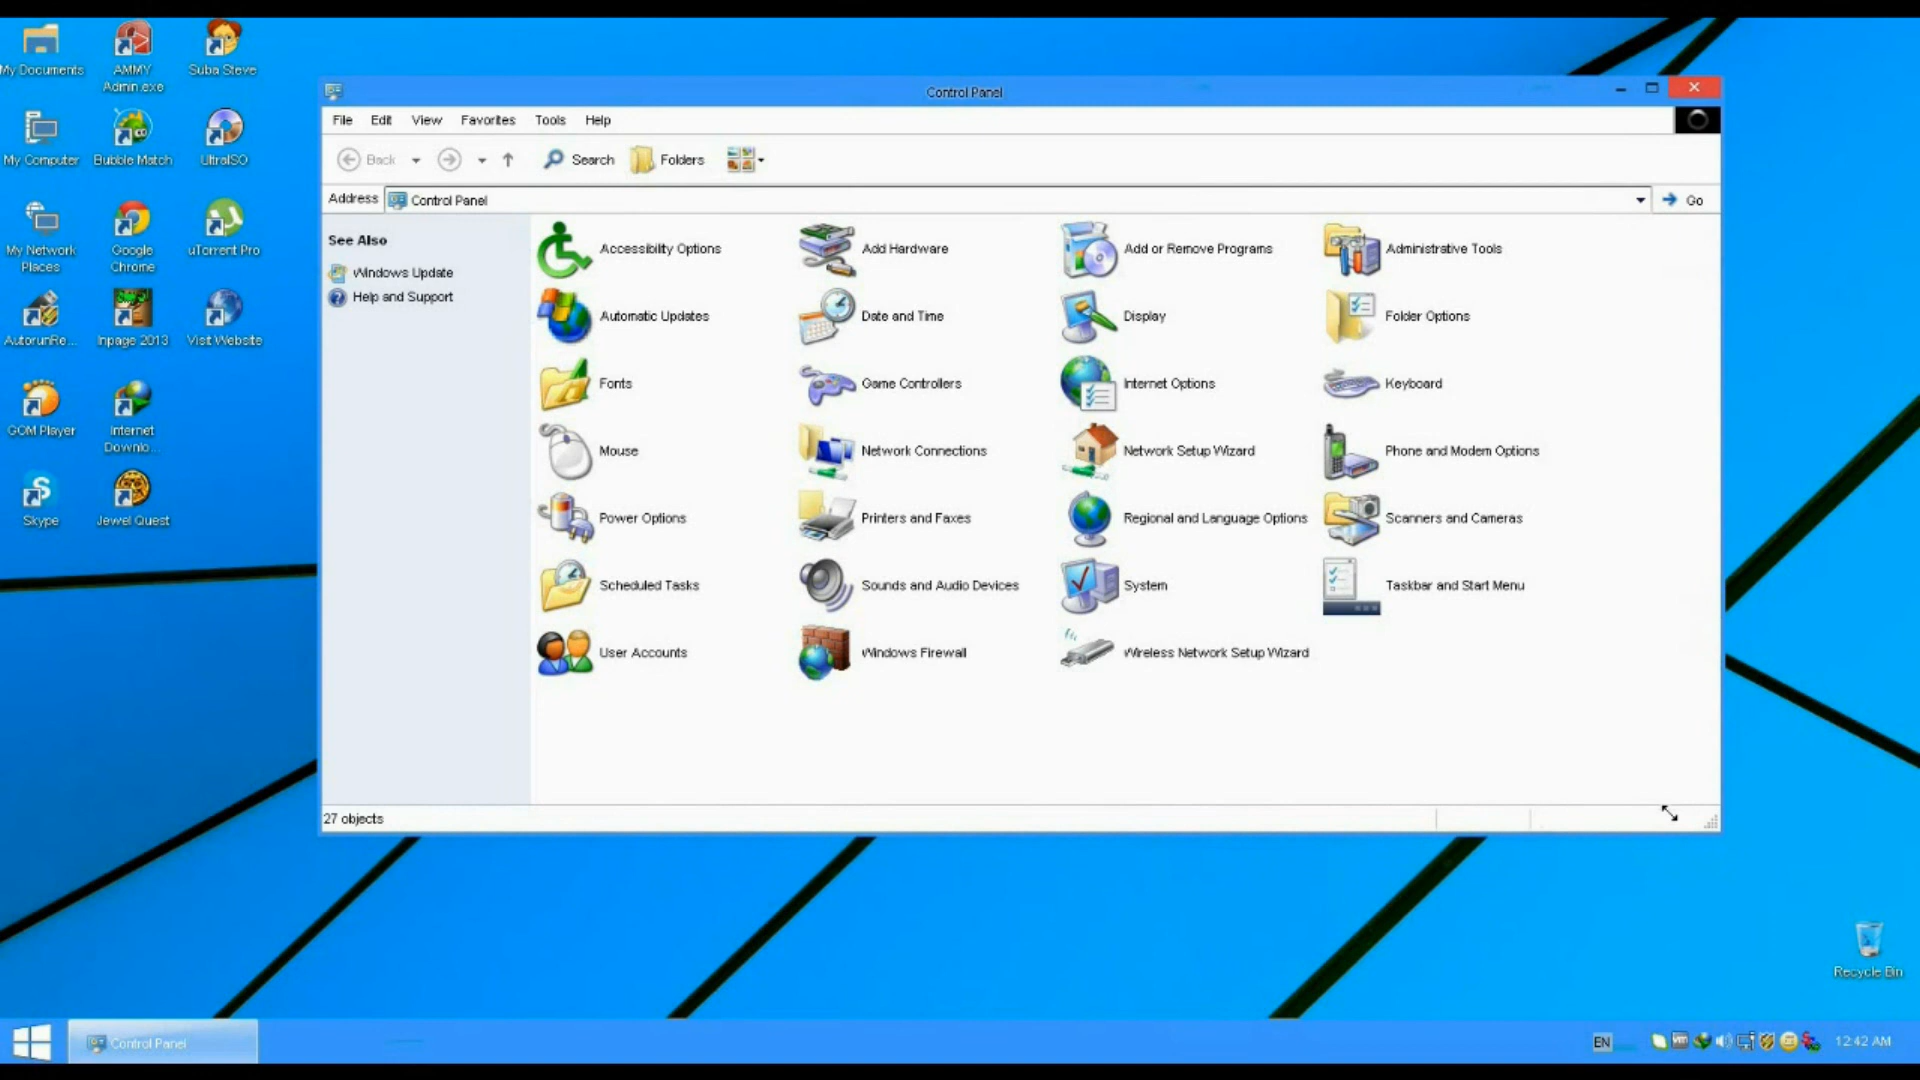 My Documents
AMMY
Admin.exe
Suba Steve
My Computer
Bubble Match
UltraISO
My Network
Places
Google
Chrome
uTorrent Pro
AutorunRe...
Inpage 2013
Visit Website
GOM Player
Internet
Downlo...
Skype
Jewel Quest
Control Panel
File Edit View Favorites Tools Help
Back Search Folders
Address Control Panel Go
See Also
Windows Update
Help and Support
Accessibility Options Add Hardware Add or Remove Programs Administrative Tools
Automatic Updates Date and Time Display Folder Options
Fonts Game Controllers Internet Options Keyboard
Mouse Network Connections Network Setup Wizard Phone and Modem Options
Power Options Printers and Faxes Regional and Language Options Scanners and Cameras
Scheduled Tasks Sounds and Audio Devices System Taskbar and Start Menu
User Accounts Windows Firewall Wireless Network Setup Wizard
27 objects
Recycle Bin
Control Panel EN 12:42 AM